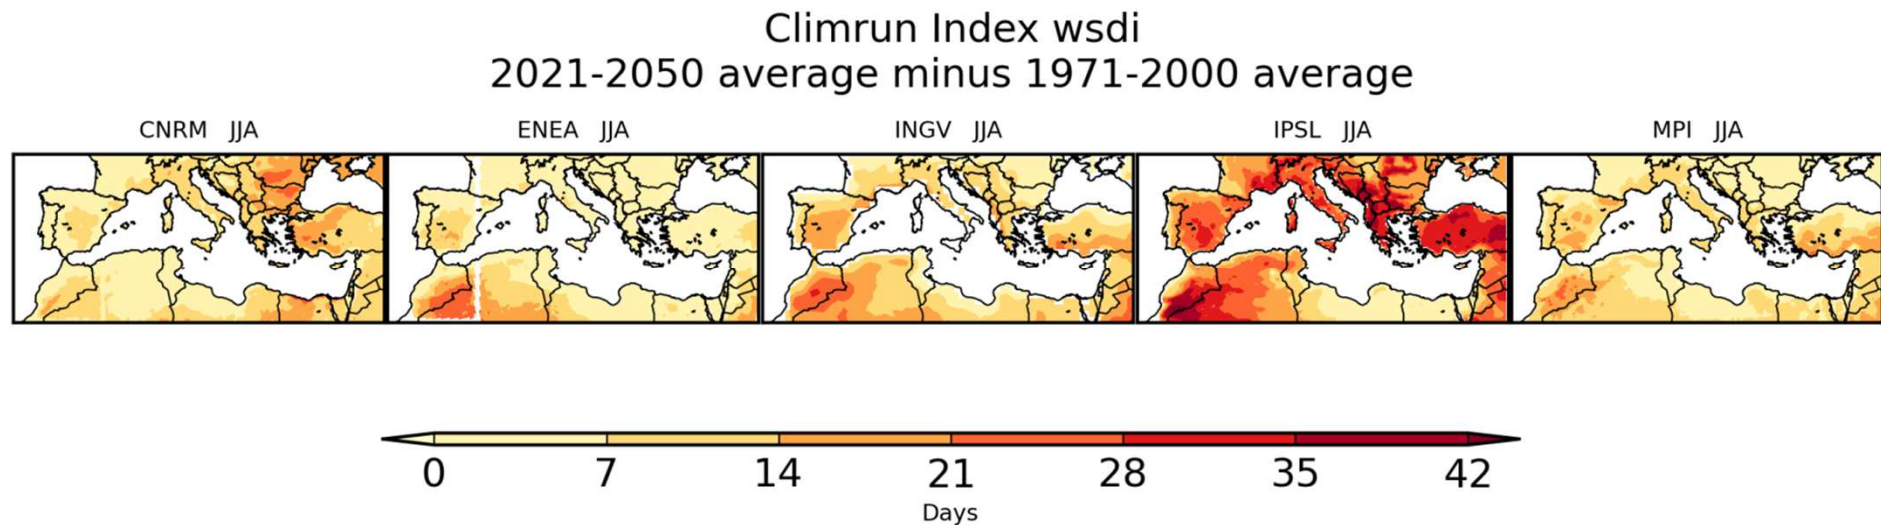 Climrun Index wsdi
2021-2050 average minus 1971-2000 average
CNRM JJA ENEA JJA INGV JJA IPSL JJA MPI JJA
0 7 14 21 28 35 42
Days